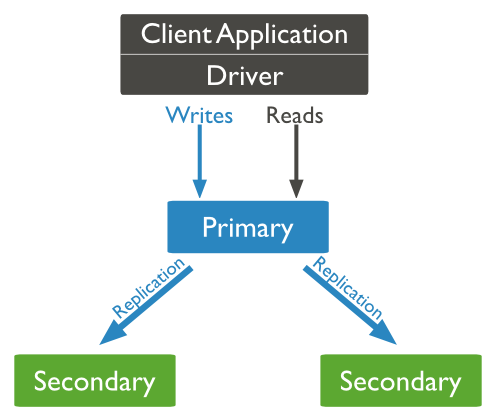 Client Application
Driver
Writes
Reads
Primary
Replication
Replication
Secondary
Secondary